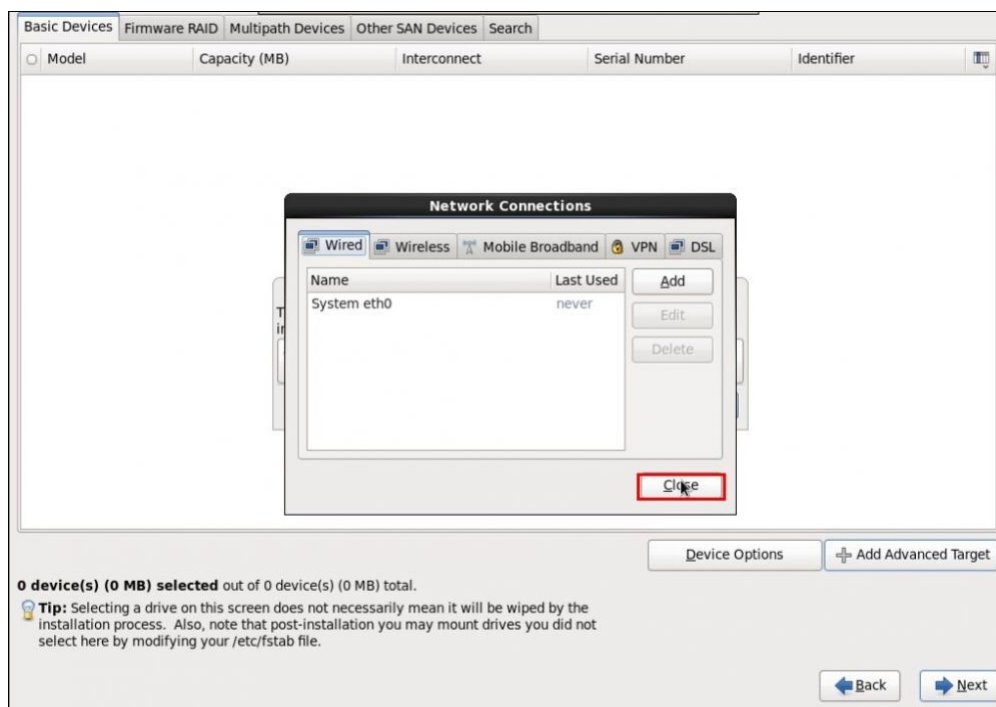 Basic Devices Firmware RAID Multipath Devices Other SAN Devices Search
Model Capacity (MB) Interconnect Serial Number Identifier
Network Connections
Wired Wireless Mobile Broadband VPN DSL
Name Last Used Add
System eth0 never Edit
Delete
Close
Device Options Add Advanced Target
0 device(s) (0 MB) selected out of 0 device(s) (0 MB) total.
Tip: Selecting a drive on this screen does not necessarily mean it will be wiped by the
installation process. Also, note that post-installation you may mount drives you did not
select here by modifying your /etc/fstab file.
Back Next